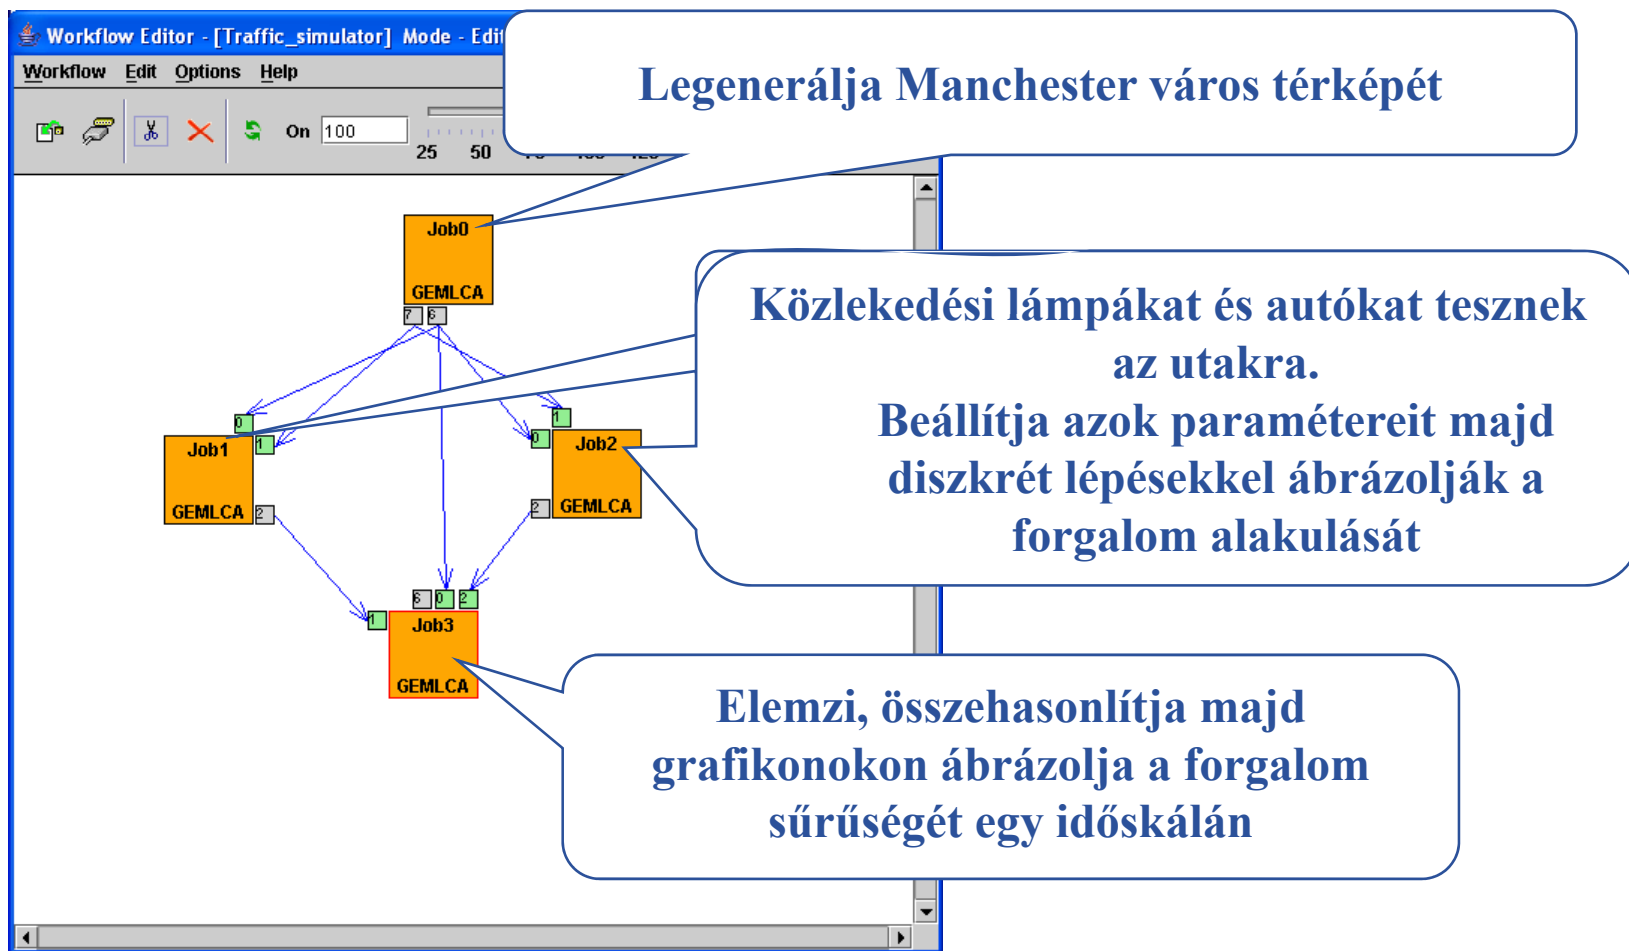 Workflow Editor - [Traffic_simulator] Mode - Edit
Legenerálja Manchester város térképét
Workflow Edit Options Help
On 100
25 50
Job0
GEMLCA
7 6
Közlekedési lámpákat és autókat tesznek
az utakra.
Beállítja azok paramétereit majd
diszkrét lépésekkel ábrázolják a
forgalom alakulását
0 1
Job1
GEMLCA
2
1 0
Job2
GEMLCA
2
6 0 2
1
Job3
GEMLCA
Elemzi, összehasonlítja majd
grafikonokon ábrázolja a forgalom
sűrűségét egy időskálán